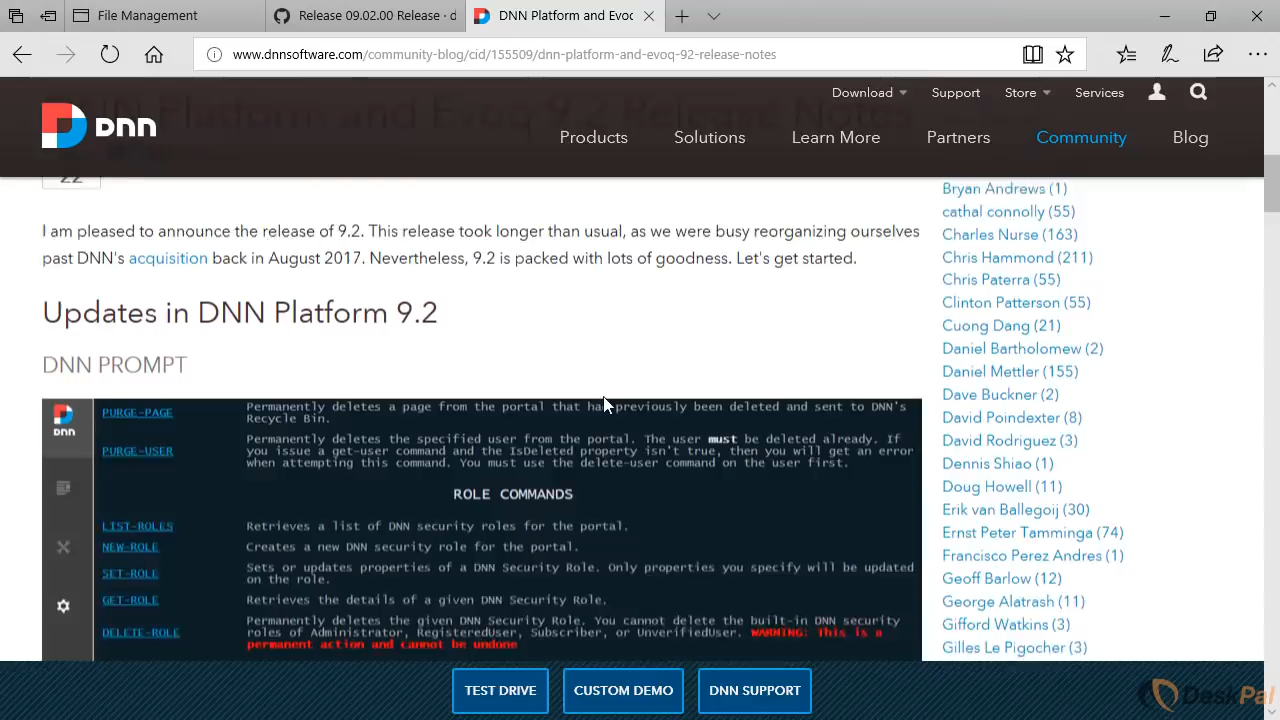 File Management
Release 09.02.00 Release · d
DNN Platform and Evoq
www.dnnsoftware.com/community-blog/cid/155509/dnn-platform-and-evoq-92-release-notes
Download
Support
Store
Services
DNN Platform and Evoq 9.2 Release Notes
dnn
Products
Solutions
Learn More
Partners
Community
Blog
22
I am pleased to announce the release of 9.2. This release took longer than usual, as we were busy reorganizing ourselves
past DNN's acquisition back in August 2017. Nevertheless, 9.2 is packed with lots of goodness. Let's get started.
Updates in DNN Platform 9.2
DNN PROMPT
dnn
PURGE-PAGE
Permanently deletes a page from the portal that has previously been deleted and sent to DNN's
Recycle Bin.
PURGE-USER
Permanently deletes the specified user from the portal. The user must be deleted already. If
you issue a get-user command and the IsDeleted property isn't true, then you will get an error
when attempting this command. You must use the delete-user command on the user first.
ROLE COMMANDS
LIST-ROLES
Retrieves a list of DNN security roles for the portal.
NEW-ROLE
Creates a new DNN security role for the portal.
SET-ROLE
Sets or updates properties of a DNN Security Role. Only properties you specify will be updated
on the role.
GET-ROLE
Retrieves the details of a given DNN Security Role.
DELETE-ROLE
Permanently deletes the given DNN Security Role. You cannot delete the built-in DNN security
roles of Administrator, RegisteredUser, Subscriber, or UnverifiedUser. WARNING: This is a
permanent action and cannot be undone
Bryan Andrews (1)
cathal connolly (55)
Charles Nurse (163)
Chris Hammond (211)
Chris Paterra (55)
Clinton Patterson (55)
Cuong Dang (21)
Daniel Bartholomew (2)
Daniel Mettler (155)
Dave Buckner (2)
David Poindexter (8)
David Rodriguez (3)
Dennis Shiao (1)
Doug Howell (11)
Erik van Ballegoij (30)
Ernst Peter Tamminga (74)
Francisco Perez Andres (1)
Geoff Barlow (12)
George Alatrash (11)
Gifford Watkins (3)
Gilles Le Pigocher (3)
TEST DRIVE
CUSTOM DEMO
DNN SUPPORT
DeskPal